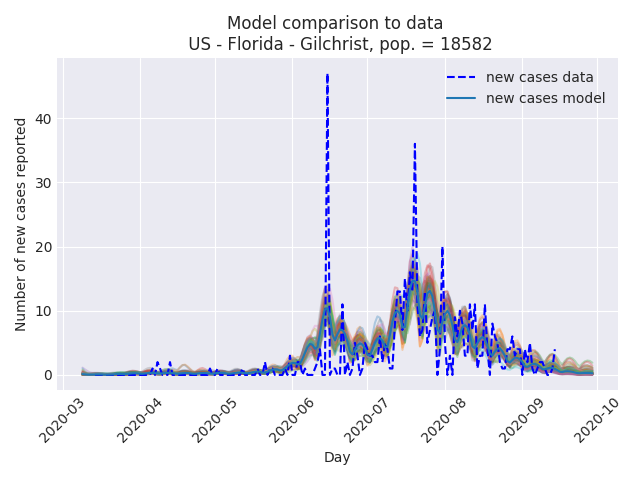 Model comparison to data
US - Florida - Gilchrist, pop. = 18582
new cases data
new cases model
Number of new cases reported
40
30
20
10
0
2020-03
2020-04
2020-05
2020-06
2020-07
2020-08
2020-09
2020-10
Day